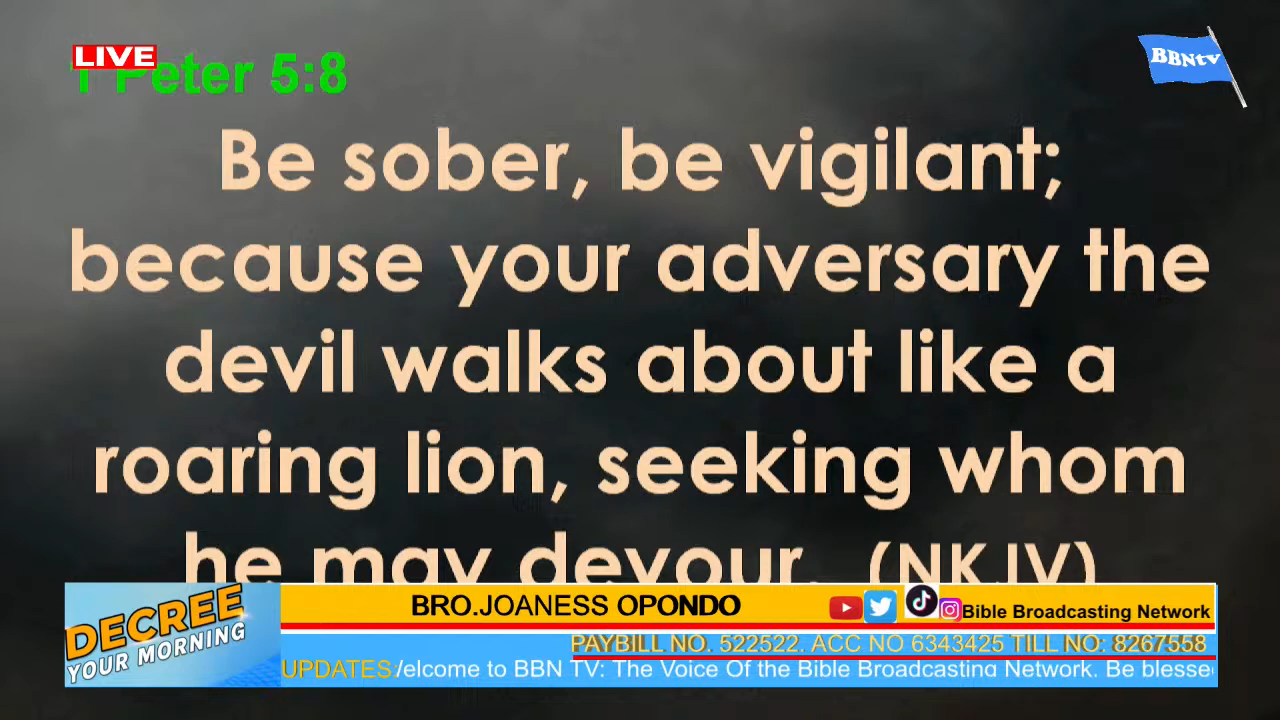 LIVE
1 Peter 5:8
BBNtv
Be sober, be vigilant;
because your adversary the
devil walks about like a
roaring lion, seeking whom
he may devour. (NKJV)
DECREE
YOUR MORNING
BRO.JOANESS OPONDO
Bible Broadcasting Network
PAYBILL NO. 522522. ACC NO 6343425 TILL NO: 8267558
UPDATES: to BBN TV: The Voice Of the Bible Broadcasting Network. Be